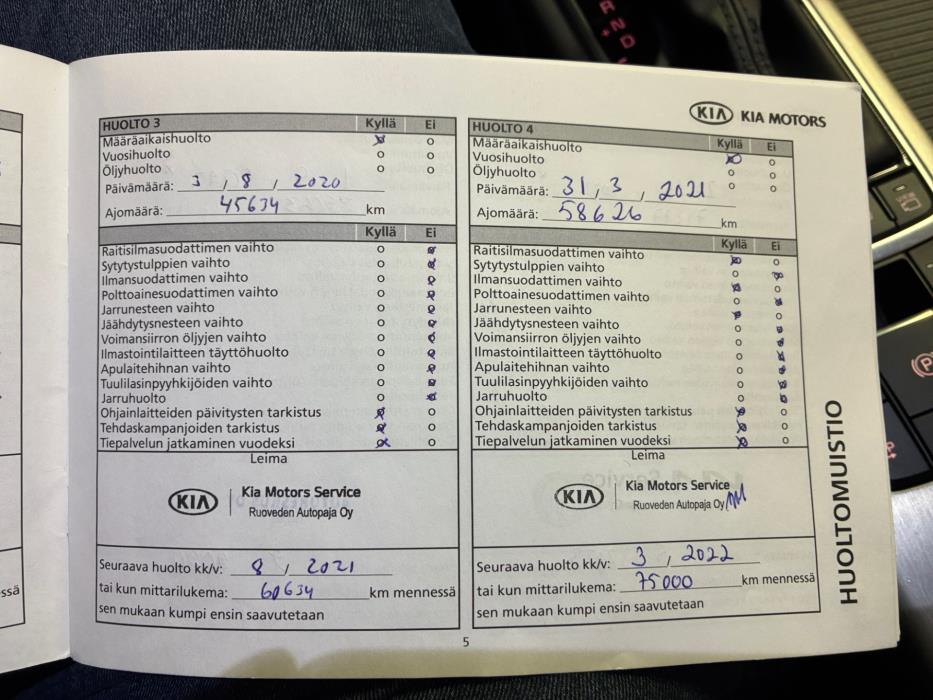 KIA KIA MOTORS
HUOLTO 3 Kyllä Ei
Määräaikaishuolto o
Vuosihuolto o o
Öljyhuolto o o
Päivämäärä: 3 , 8 , 2020
Ajomäärä: 45634 km
Kyllä Ei
Raitisilmasuodattimen vaihto o
Sytytystulppien vaihto o
Ilmansuodattimen vaihto o
Polttoainesuodattimen vaihto o
Jarrunesteen vaihto o
Jäähdytysnesteen vaihto o
Voimansiirron öljyjen vaihto o
Ilmastointilaitteen täyttöhuolto o
Apulaitehihnan vaihto o
Tuulilasinpyyhkijöiden vaihto o
Jarruhuolto o
Ohjainlaitteiden päivitysten tarkistus o
Tehdaskampanjoiden tarkistus o
Tiepalvelun jatkaminen vuodeksi o
Leima
KIA Kia Motors Service
Ruoveden Autopaja Oy
Seuraava huolto kk/v: 8 , 2021
tai kun mittarilukema: 60634 km mennessä
sen mukaan kumpi ensin saavutetaan
HUOLTO 4 Kyllä Ei
Määräaikaishuolto o
Vuosihuolto o o
Öljyhuolto o o
Päivämäärä: 31 , 3 , 2021
Ajomäärä: 58626 km
Kyllä Ei
Raitisilmasuodattimen vaihto o
Sytytystulppien vaihto o
Ilmansuodattimen vaihto o
Polttoainesuodattimen vaihto o
Jarrunesteen vaihto o
Jäähdytysnesteen vaihto o
Voimansiirron öljyjen vaihto o
Ilmastointilaitteen täyttöhuolto o
Apulaitehihnan vaihto o
Tuulilasinpyyhkijöiden vaihto o
Jarruhuolto o
Ohjainlaitteiden päivitysten tarkistus o
Tehdaskampanjoiden tarkistus o
Tiepalvelun jatkaminen vuodeksi o
Leima
KIA Kia Motors Service
Ruoveden Autopaja Oy
Seuraava huolto kk/v: 3 , 2022
tai kun mittarilukema: 75000 km mennessä
sen mukaan kumpi ensin saavutetaan
HUOLTOMUISTIO
5
ssä
R
N
D
+
P